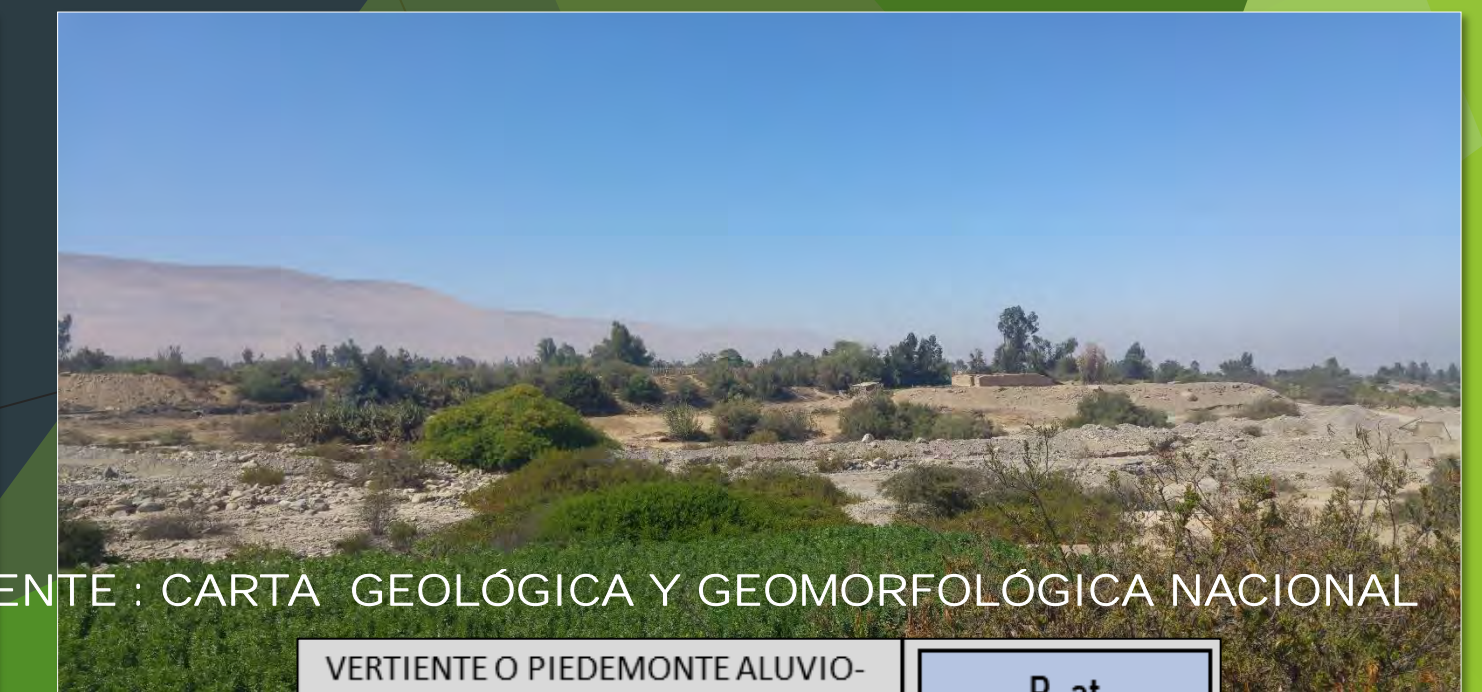 ENTE : CARTA GEOLÓGICA Y GEOMORFOLÓGICA NACIONAL
VERTIENTE O PIEDEMONTE ALUVIO-